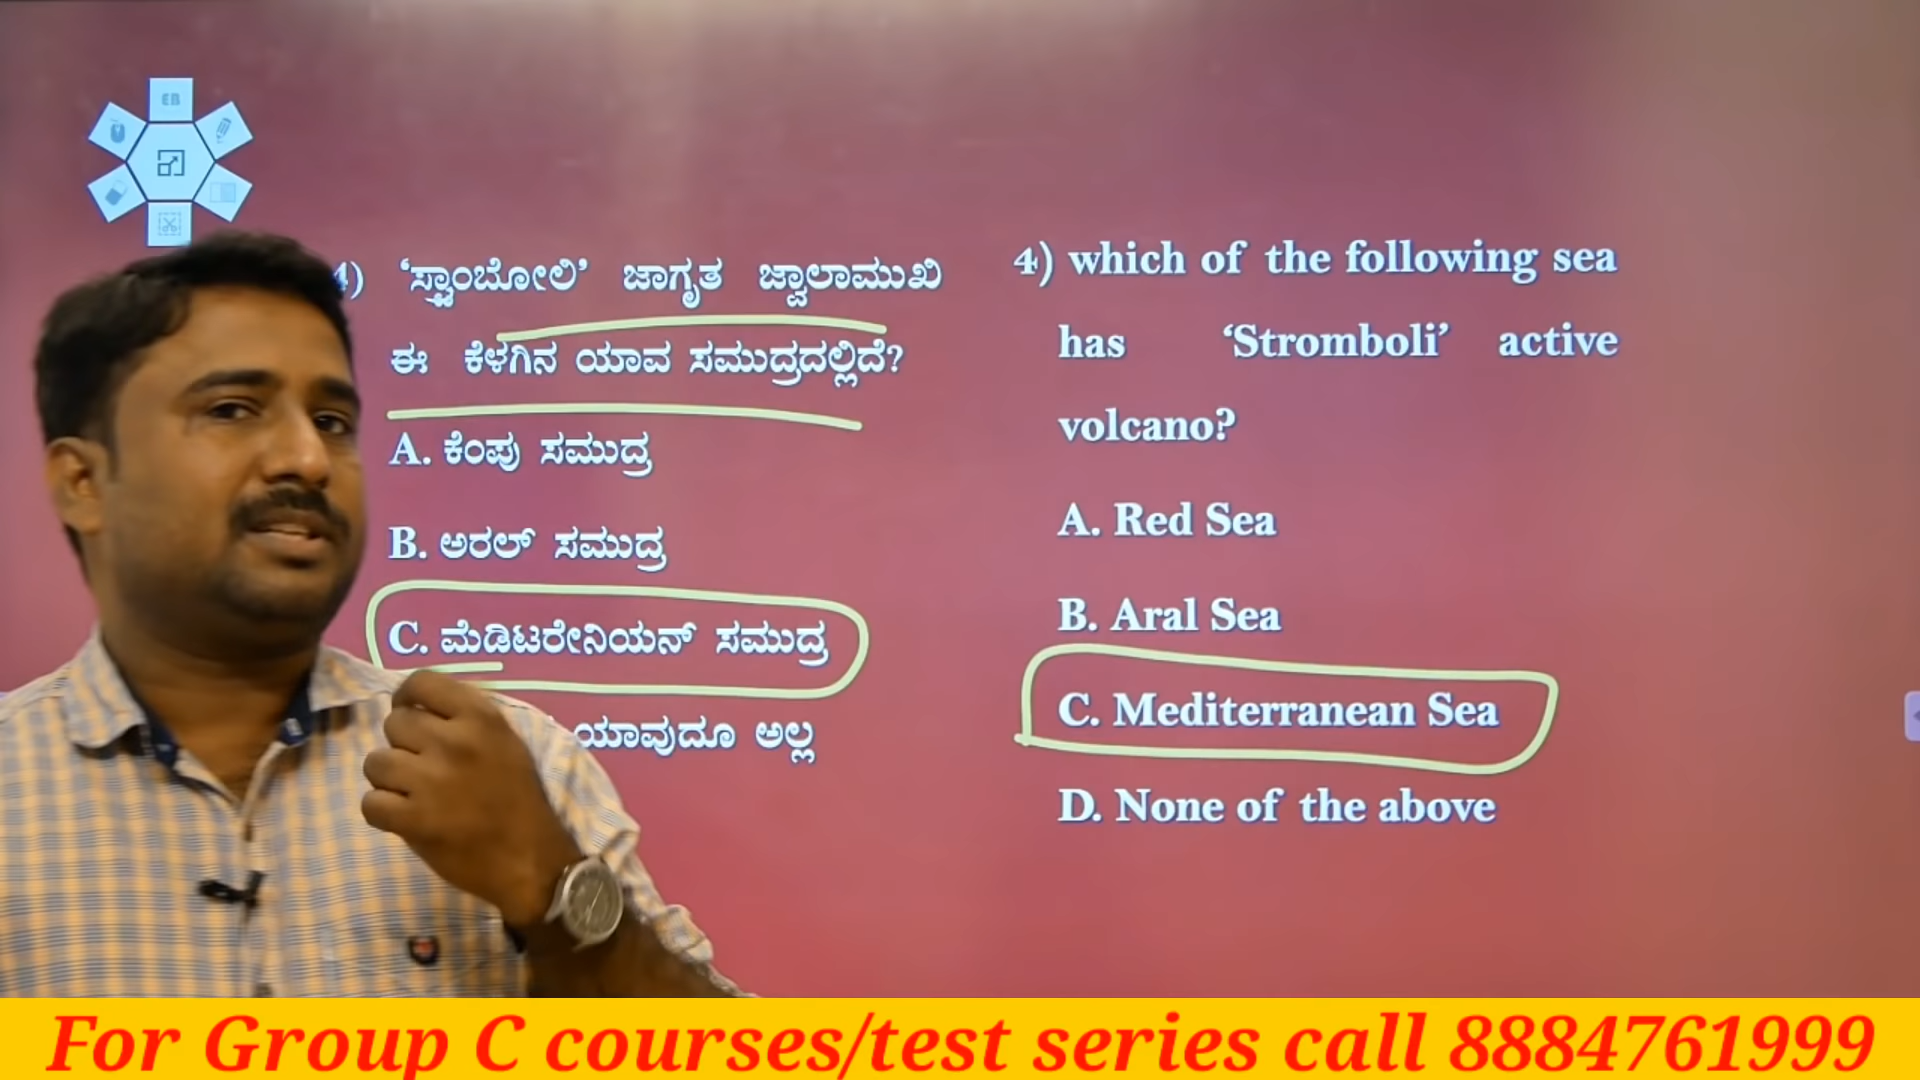 EB
4) ‘ಸ್ಟ್ರಾಂಬೋಲಿ’ ಜಾಗೃತ ಜ್ವಾಲಾಮುಖಿ
ಈ ಕೆಳಗಿನ ಯಾವ ಸಮುದ್ರದಲ್ಲಿದೆ?
A. ಕೆಂಪು ಸಮುದ್ರ
B. ಅರಲ್ ಸಮುದ್ರ
C. ಮೆಡಿಟರೇನಿಯನ್ ಸಮುದ್ರ
ಯಾವುದೂ ಅಲ್ಲ
4) which of the following sea
has ‘Stromboli’ active
volcano?
A. Red Sea
B. Aral Sea
C. Mediterranean Sea
D. None of the above
For Group C courses/test series call 8884761999